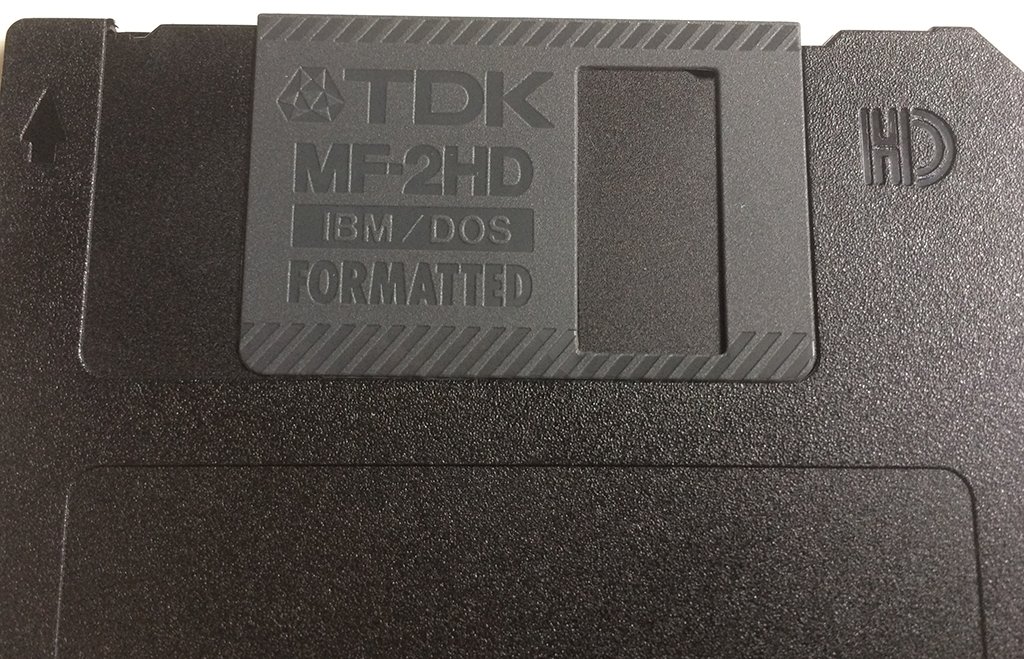 TDK
MF-2HD
IBM/DOS
FORMATTED
HD